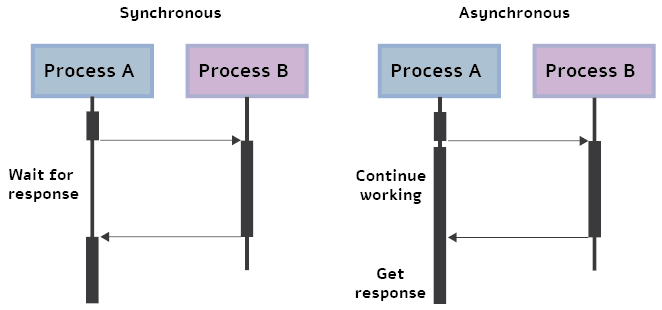 Synchronous
Process A
Process B
Wait for
response
Asynchronous
Process A
Process B
Continue
working
Get
response